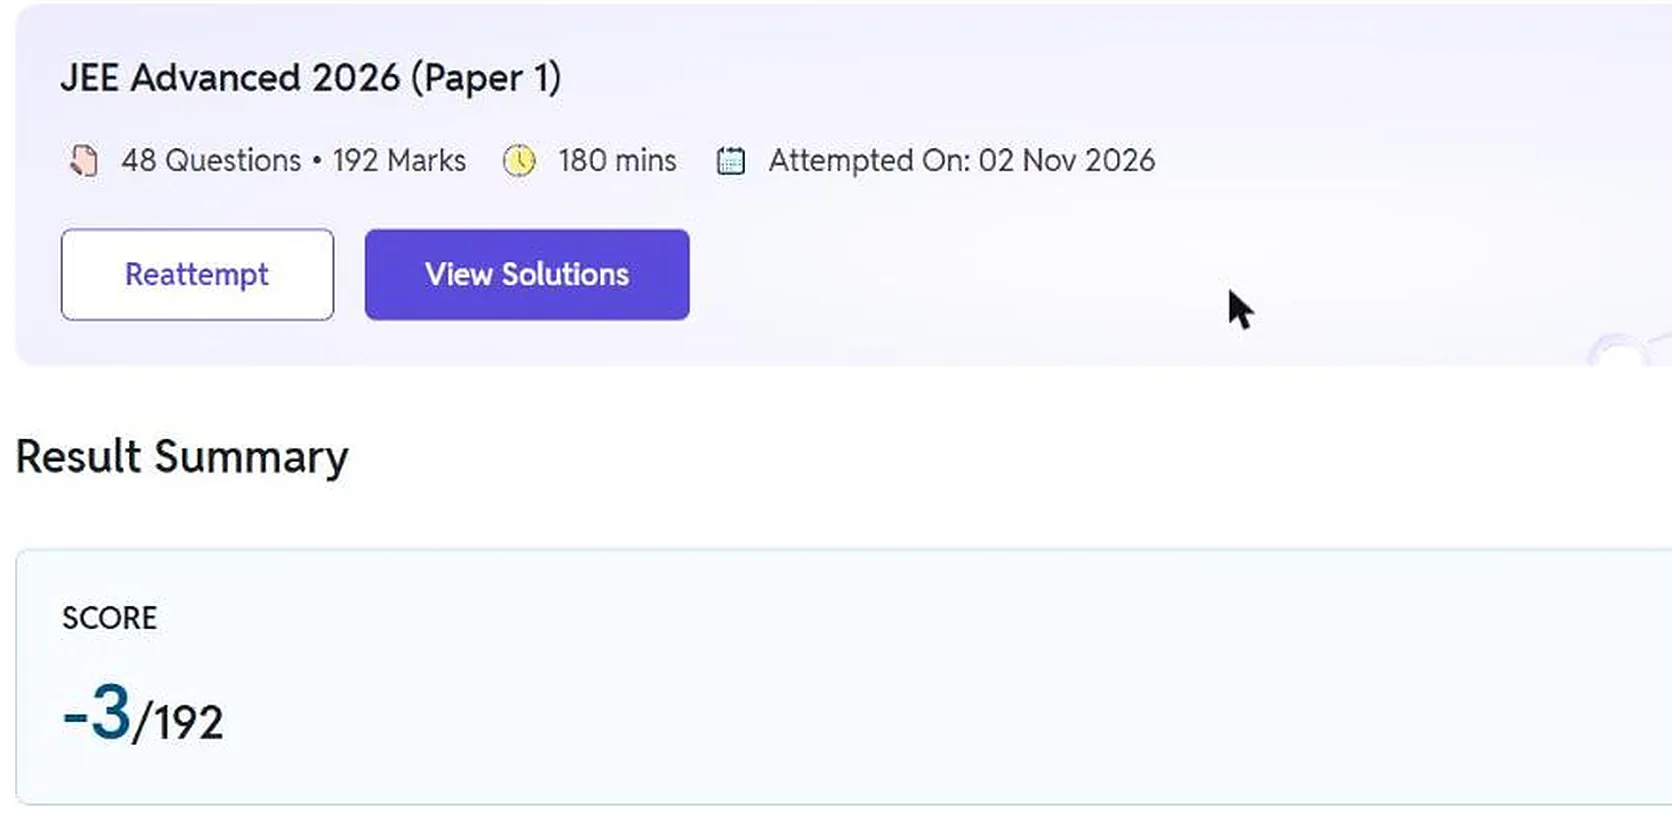 JEE Advanced 2026 (Paper 1)
48 Questions • 192 Marks 180 mins Attempted On: 02 Nov 2026
Reattempt View Solutions
Result Summary
SCORE
-3/192